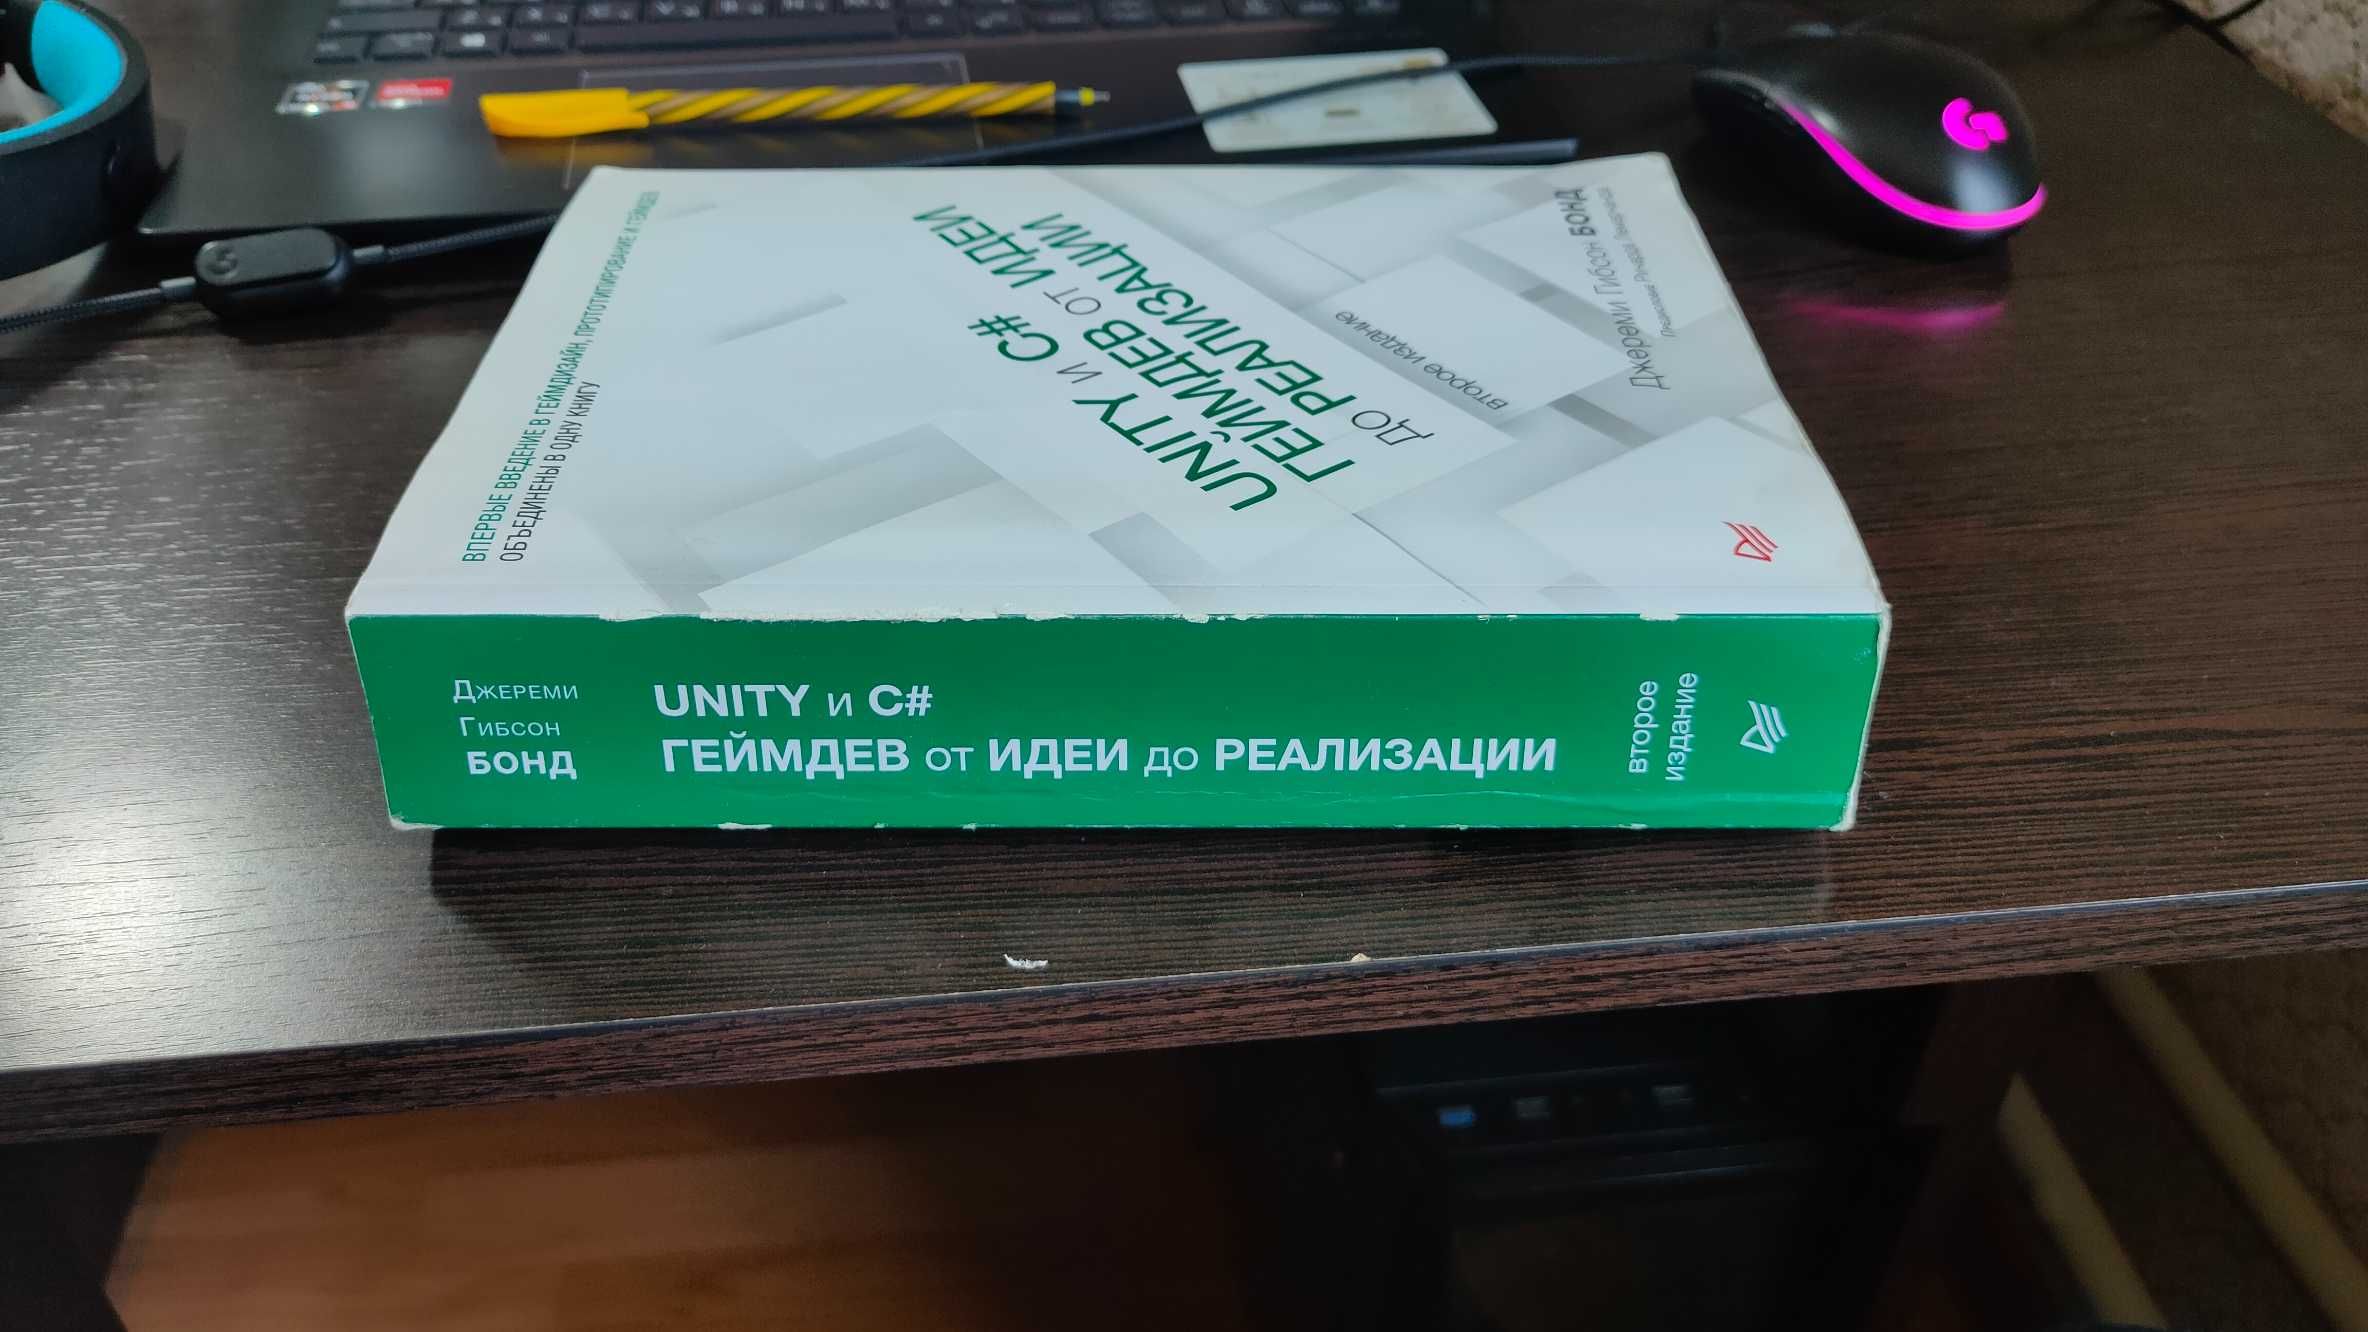 ВПЕРВЫЕ ВВЕДЕНИЕ В ГЕЙМДИЗАЙН, ПРОТОТИПИРОВАНИЕ И ГЕЙМДЕВ
ОБЪЕДИНЕНЫ В ОДНУ КНИГУ
UNITY И C#
ГЕЙМДЕВ ОТ ИДЕИ
ДО РЕАЛИЗАЦИИ
второе издание
Джереми Гибсон БОНД
Джереми
Гибсон
БОНД
UNITY и C#
ГЕЙМДЕВ от ИДЕИ до РЕАЛИЗАЦИИ
второе
издание